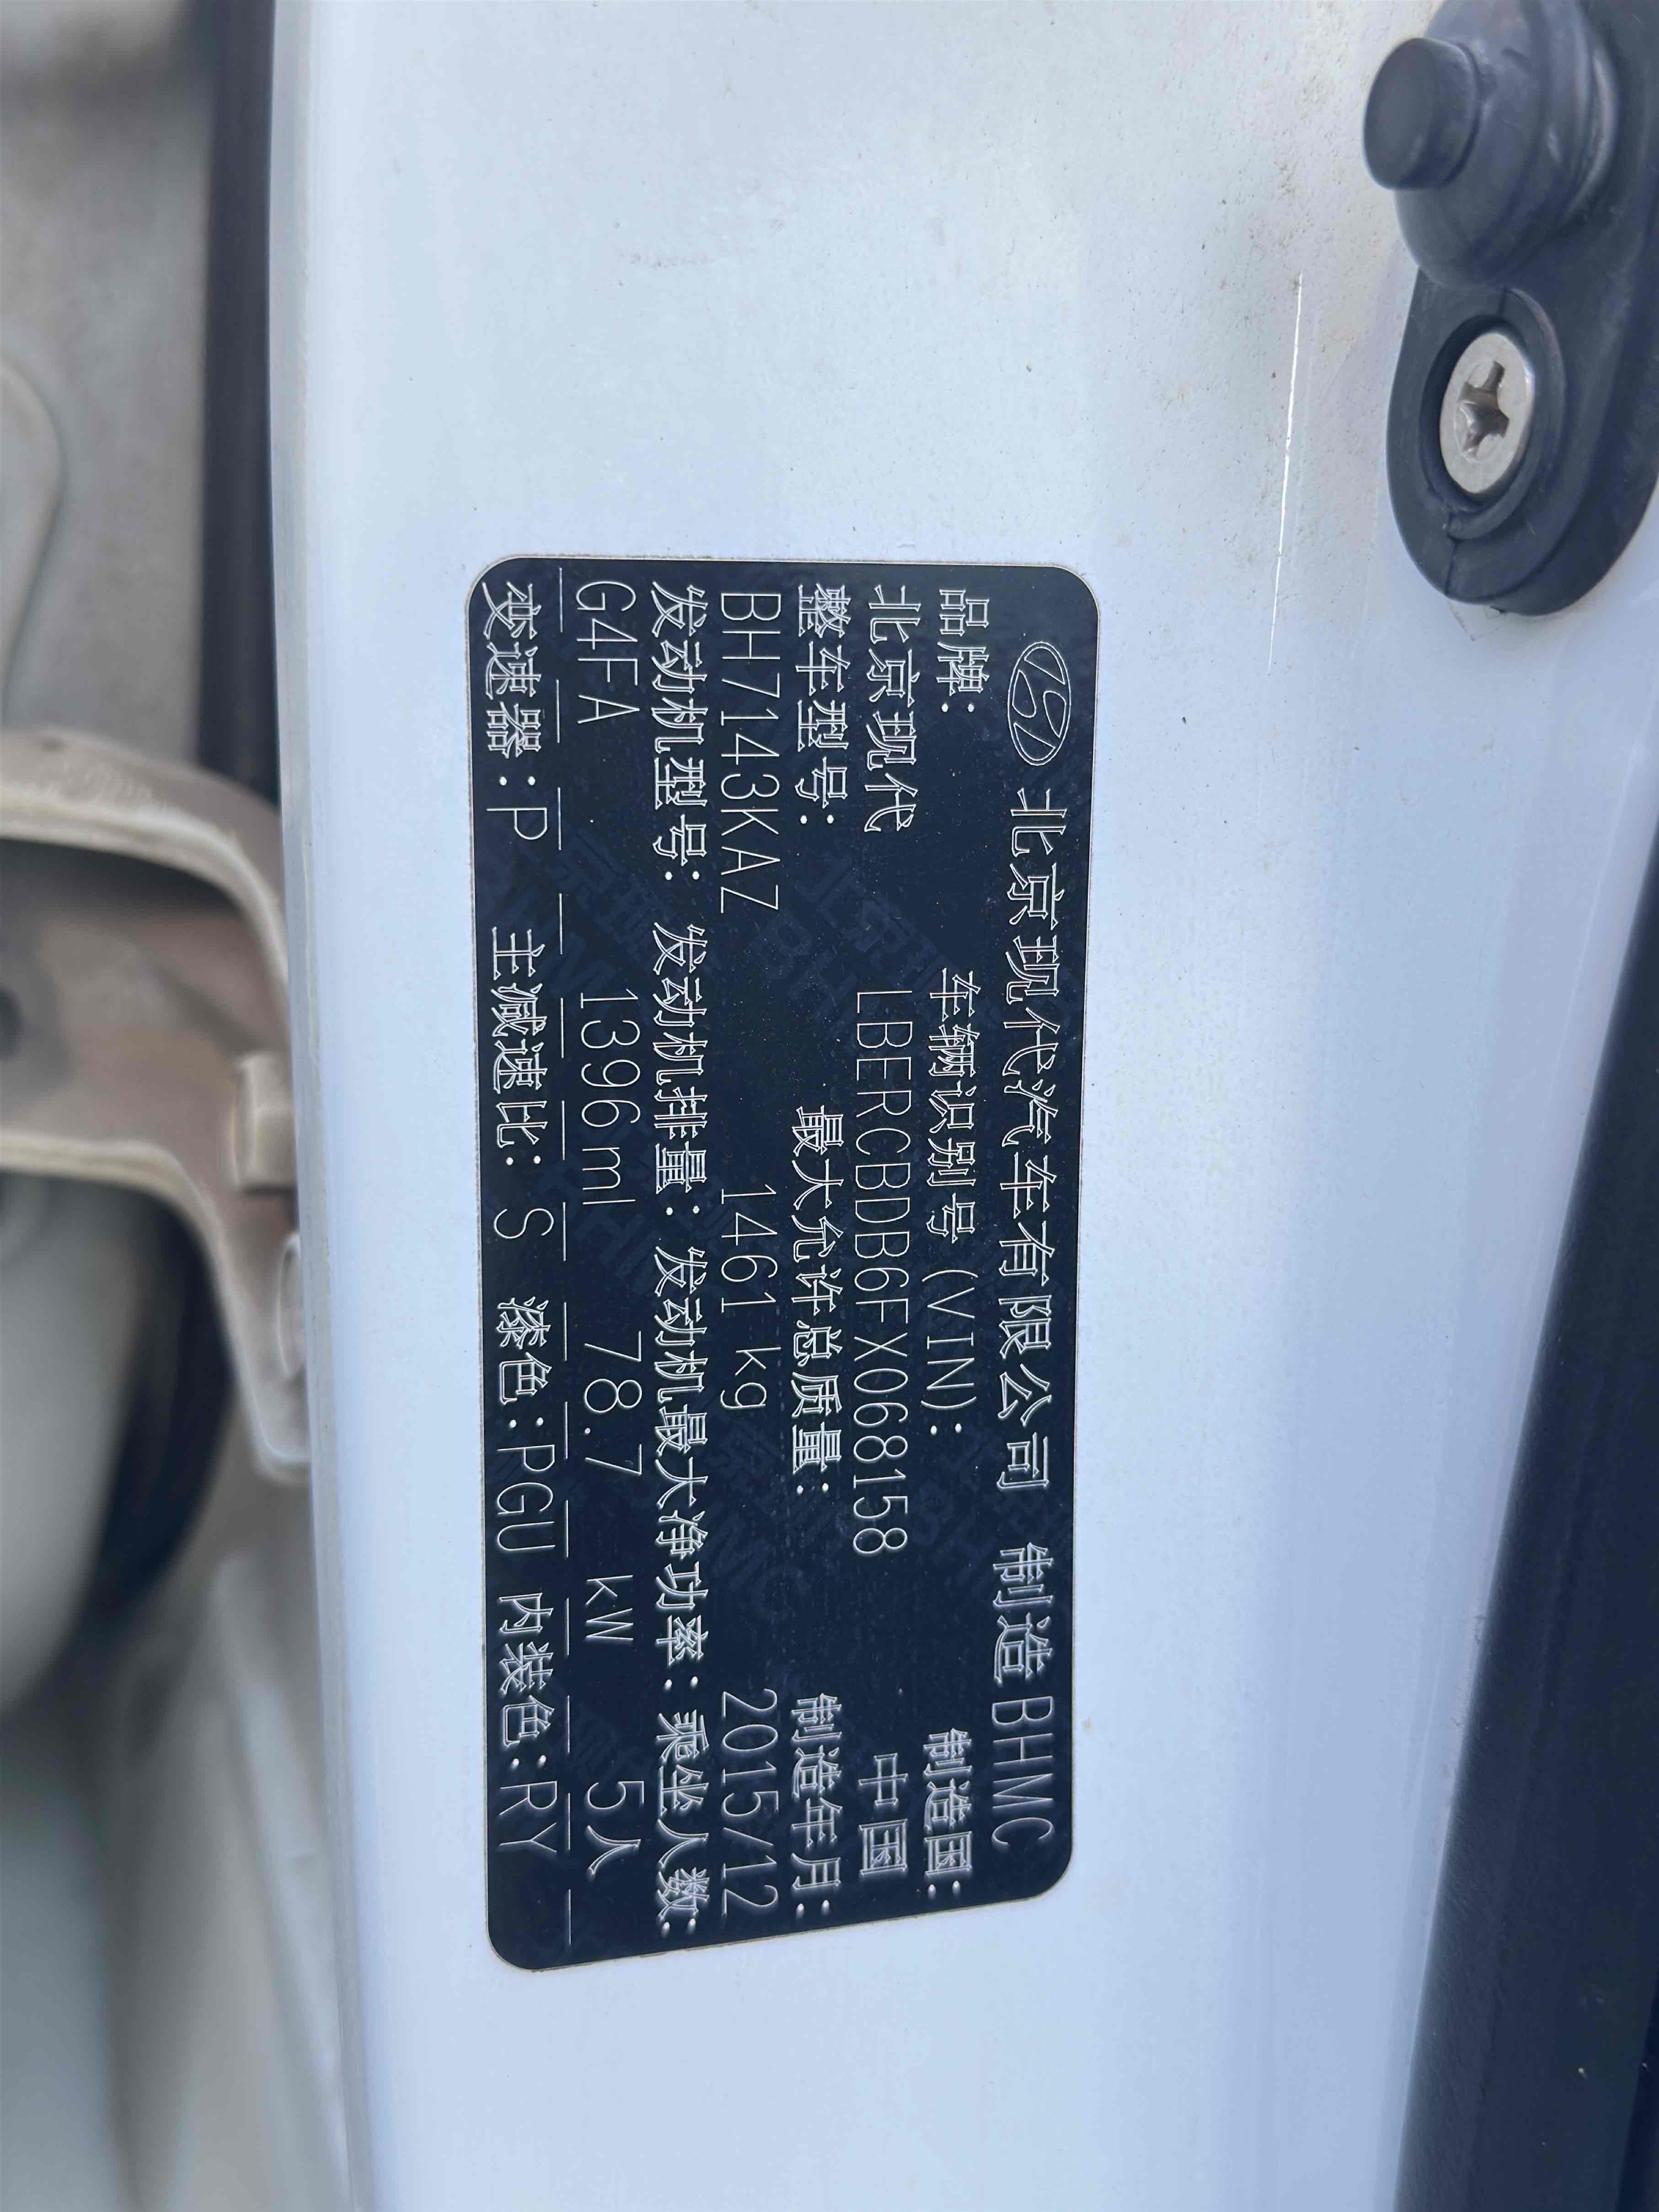 北京现代汽车有限公司 制造 BHMC
品牌: 车辆识别号 (VIN): 制造国:
北京现代 LBERCBDB6FX068158 中国
整车型号: 最大允许总质量: 制造年月:
BH7143KAZ 1461kg 2015/12
发动机型号: 发动机排量: 发动机最大净功率: 乘坐人数:
G4FA 1396ml 78.7 kW 5人
变速器:P 主减速比:S 漆色:PGU 内装色:RY